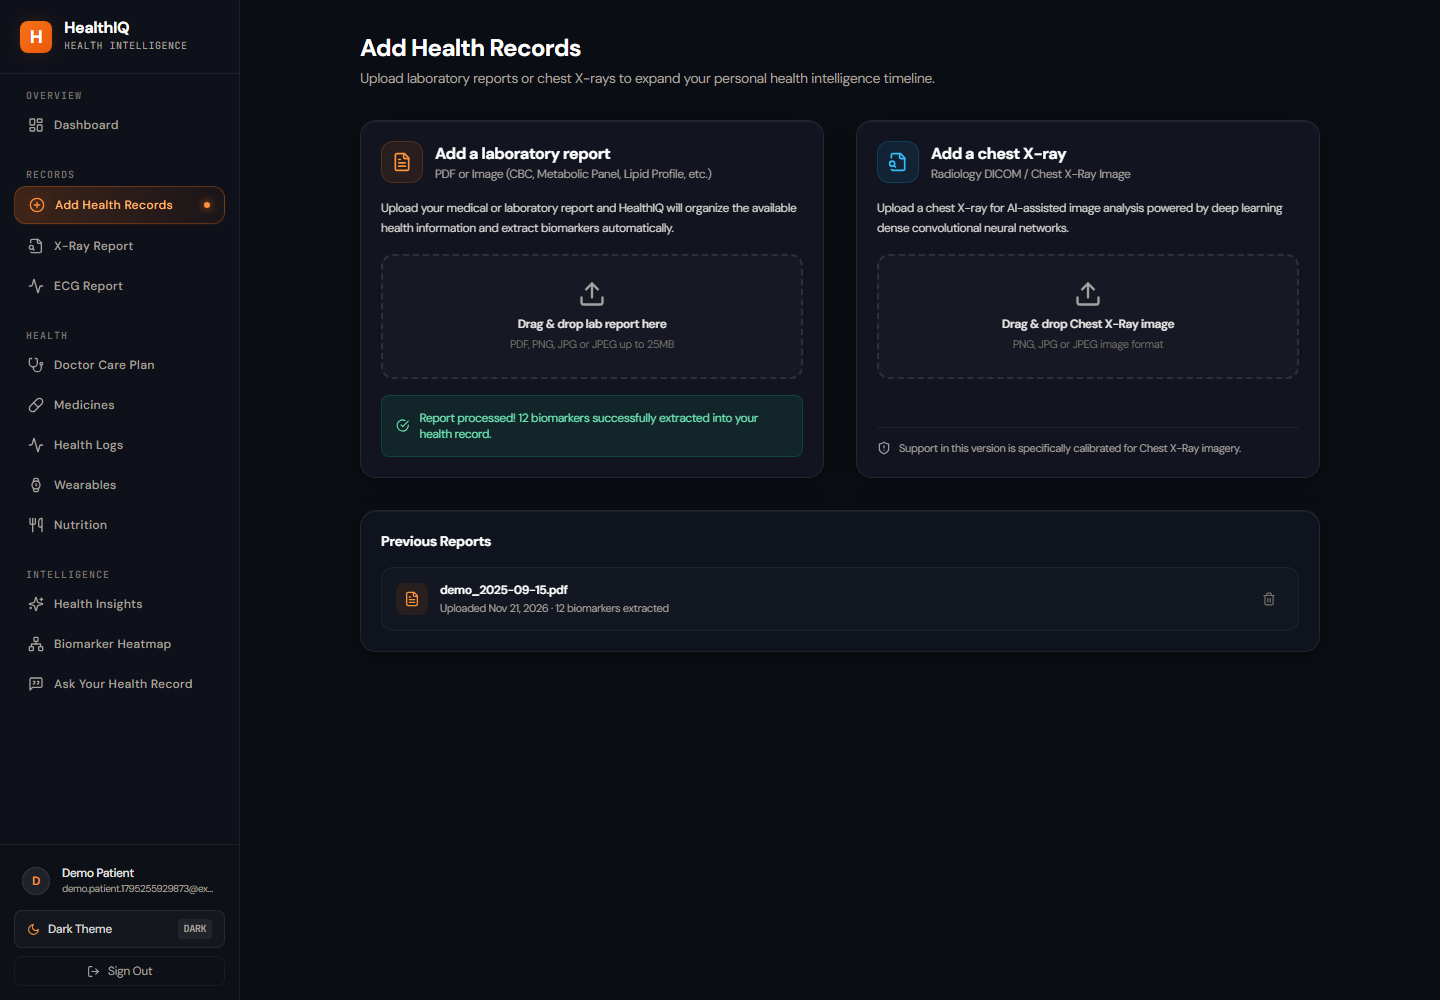 H
HealthIQ
HEALTH INTELLIGENCE
OVERVIEW
Dashboard
RECORDS
Add Health Records
X-Ray Report
ECG Report
HEALTH
Doctor Care Plan
Medicines
Health Logs
Wearables
Nutrition
INTELLIGENCE
Health Insights
Biomarker Heatmap
Ask Your Health Record
D
Demo Patient
demo.patient.1795255929873@ex...
Dark Theme
DARK
Sign Out
Add Health Records
Upload laboratory reports or chest X-rays to expand your personal health intelligence timeline.
Add a laboratory report
PDF or Image (CBC, Metabolic Panel, Lipid Profile, etc.)
Upload your medical or laboratory report and HealthIQ will organize the available
health information and extract biomarkers automatically.
Drag & drop lab report here
PDF, PNG, JPG or JPEG up to 25MB
Report processed! 12 biomarkers successfully extracted into your
health record.
Add a chest X-ray
Radiology DICOM / Chest X-Ray Image
Upload a chest X-ray for AI-assisted image analysis powered by deep learning
dense convolutional neural networks.
Drag & drop Chest X-Ray image
PNG, JPG or JPEG image format
Support in this version is specifically calibrated for Chest X-Ray imagery.
Previous Reports
demo_2025-09-15.pdf
Uploaded Nov 21, 2026 · 12 biomarkers extracted